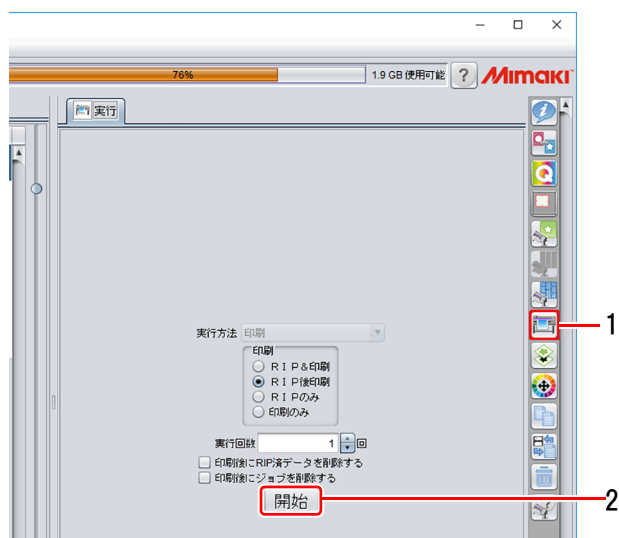 76%
1.9 GB 使用可能
?
Mimaki
実行
1
実行方法 印刷
印刷
ＲＩＰ＆印刷
ＲＩＰ後印刷
ＲＩＰのみ
印刷のみ
実行回数 1 回
印刷後にRIP済データを削除する
印刷後にジョブを削除する
開始
2